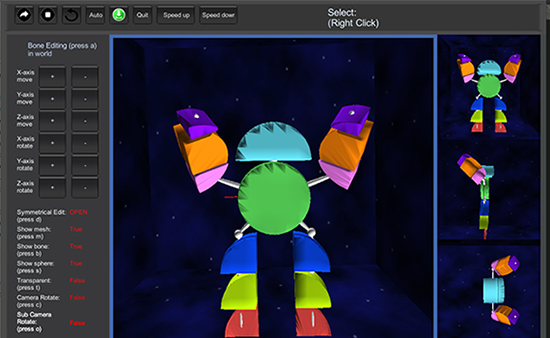 Auto
Quit
Speed up
Speed down
Select:
(Right Click)
Bone Editing (press a)
in world
X-axis
move
+
-
Y-axis
move
+
-
Z-axis
move
+
-
X-axis
rotate
+
-
Y-axis
rotate
+
-
Z-axis
rotate
+
-
Symmetrical Edit: OPEN
(press d)
Show mesh: True
(press m)
Show bone: True
(press b)
Show sphere: True
(press s)
Transparent: False
(press t)
Camera Rotate: False
(press c)
Sub Camera
Rotate: False
(press o)